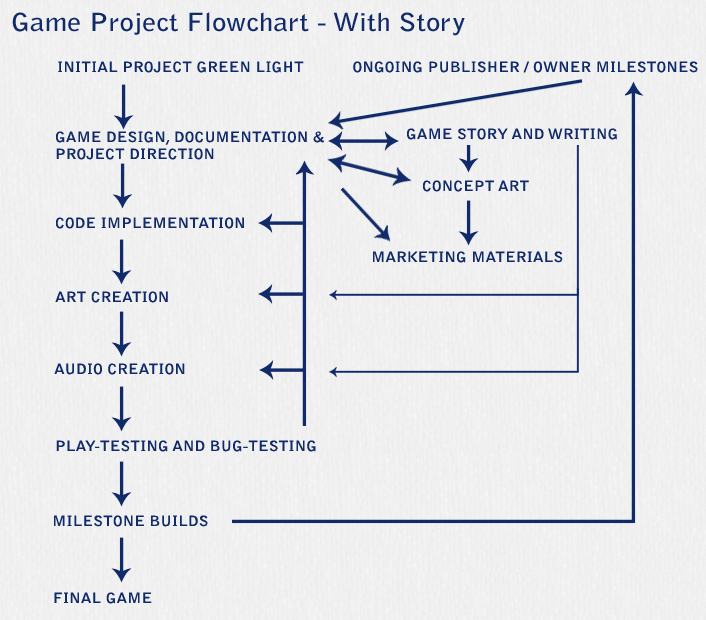 Game Project Flowchart - With Story
INITIAL PROJECT GREEN LIGHT
ONGOING PUBLISHER / OWNER MILESTONES
GAME DESIGN, DOCUMENTATION &
PROJECT DIRECTION
GAME STORY AND WRITING
CONCEPT ART
CODE IMPLEMENTATION
MARKETING MATERIALS
ART CREATION
AUDIO CREATION
PLAY-TESTING AND BUG-TESTING
MILESTONE BUILDS
FINAL GAME